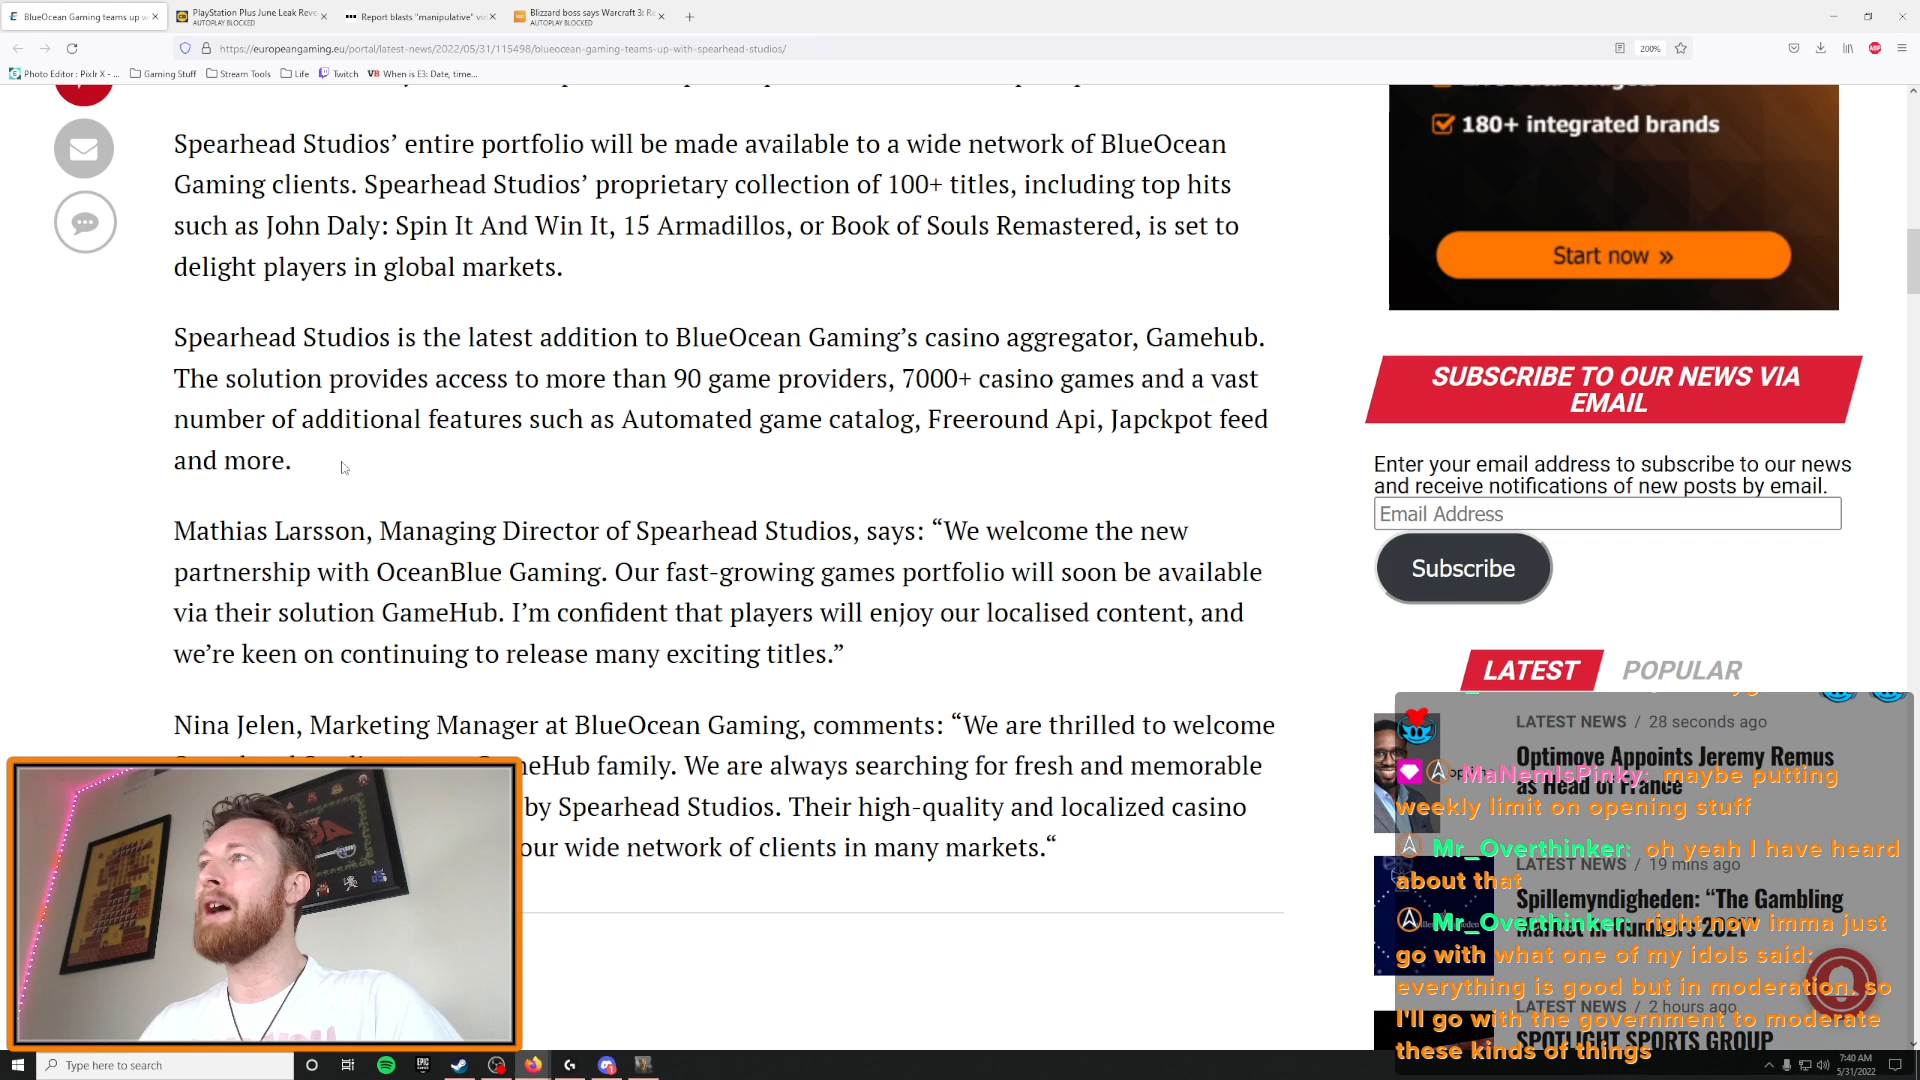 BlueOcean Gaming teams up w
PlayStation Plus June Leak Reve
AUTOPLAY BLOCKED
Report blasts "manipulative" vid
Blizzard boss says Warcraft 3: Re
AUTOPLAY BLOCKED
https://europeangaming.eu/portal/latest-news/2022/05/31/115498/blueocean-gaming-teams-up-with-spearhead-studios/
200%
ABP
Photo Editor : Pixlr X - ...
Gaming Stuff
Stream Tools
Life
Twitch
VB When is E3: Date, time...
180+ integrated brands
Start now »
Spearhead Studios’ entire portfolio will be made available to a wide network of BlueOcean
Gaming clients. Spearhead Studios’ proprietary collection of 100+ titles, including top hits
such as John Daly: Spin It And Win It, 15 Armadillos, or Book of Souls Remastered, is set to
delight players in global markets.
Spearhead Studios is the latest addition to BlueOcean Gaming’s casino aggregator, Gamehub.
The solution provides access to more than 90 game providers, 7000+ casino games and a vast
number of additional features such as Automated game catalog, Freeround Api, Japckpot feed
and more.
Mathias Larsson, Managing Director of Spearhead Studios, says: “We welcome the new
partnership with OceanBlue Gaming. Our fast-growing games portfolio will soon be available
via their solution GameHub. I’m confident that players will enjoy our localised content, and
we’re keen on continuing to release many exciting titles.”
Nina Jelen, Marketing Manager at BlueOcean Gaming, comments: “We are thrilled to welcome
neHub family. We are always searching for fresh and memorable
by Spearhead Studios. Their high-quality and localized casino
our wide network of clients in many markets.“
SUBSCRIBE TO OUR NEWS VIA
EMAIL
Enter your email address to subscribe to our news
and receive notifications of new posts by email.
Email Address
Subscribe
LATEST
POPULAR
LATEST NEWS / 28 seconds ago
Optimove Appoints Jeremy Remus
as Head of France
LATEST NEWS / 19 mins ago
Spillemyndigheden: “The Gambling
Market in Numbers 2021”
LATEST NEWS / 2 hours ago
SPOTLIGHT SPORTS GROUP
MaNemIsPinky: maybe putting
weekly limit on opening stuff
Mr_Overthinker: oh yeah I have heard
about that
Mr_Overthinker: right now imma just
go with what one of my idols said:
everything is good but in moderation, so
I'll go with the government to moderate
these kinds of things
Type here to search
7:40 AM
5/31/2022